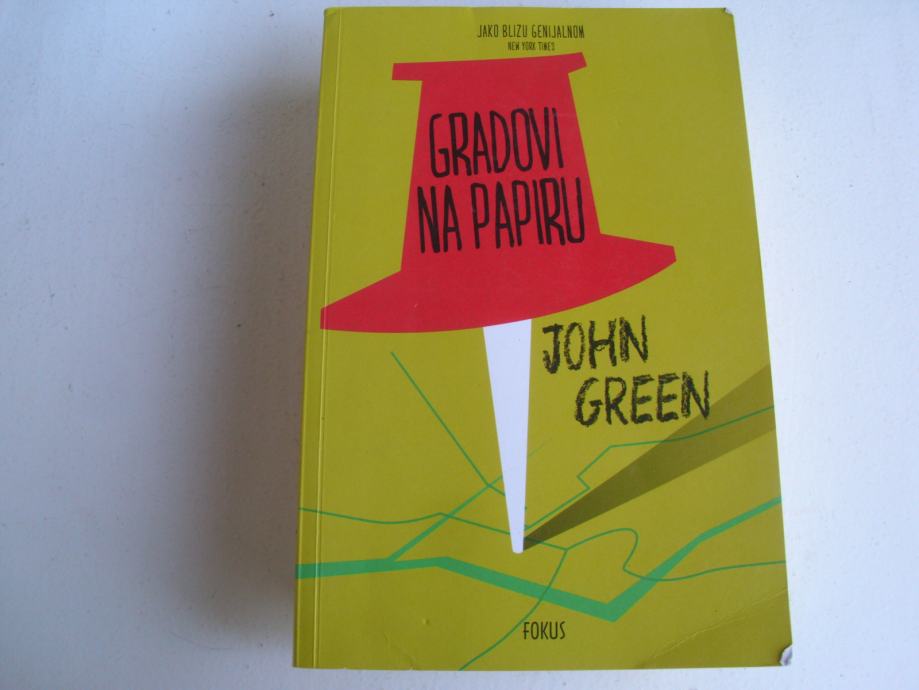 JAKO BLIZU GENIJALNOM
NEW YORK TIMES
GRADOVI
NA PAPIRU
JOHN
GREEN
FOKUS